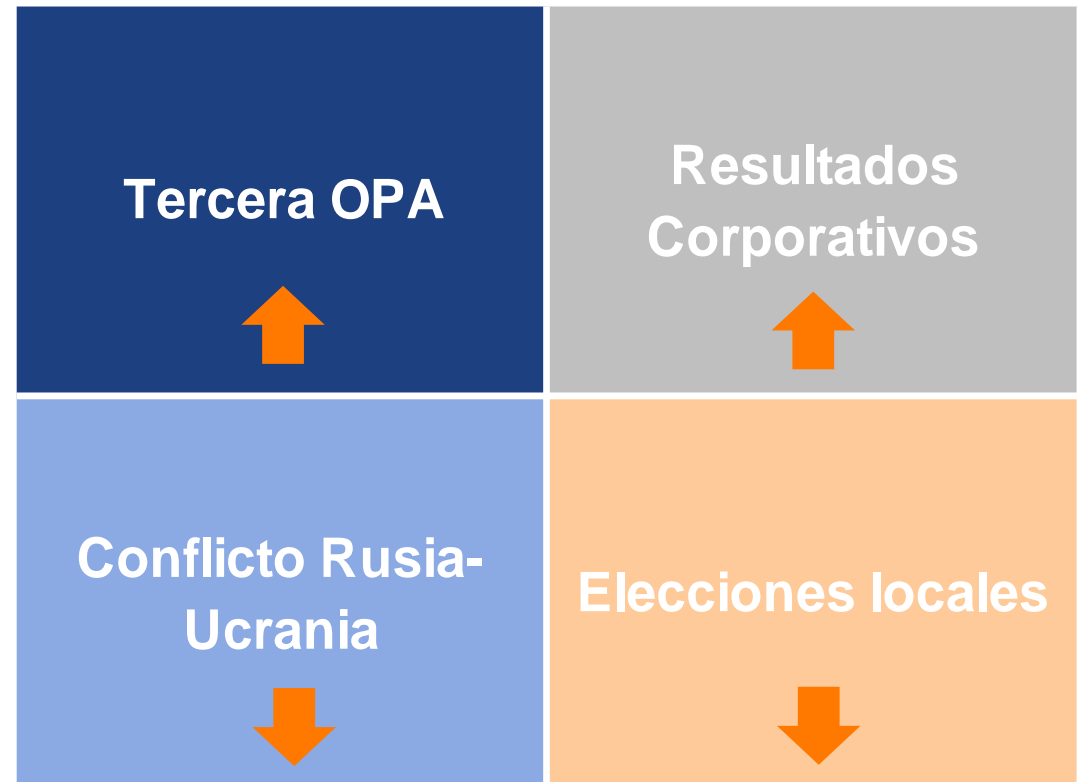 Tercera OPA
Resultados
Corporativos
Conflicto Rusia-
Ucrania
Elecciones locales